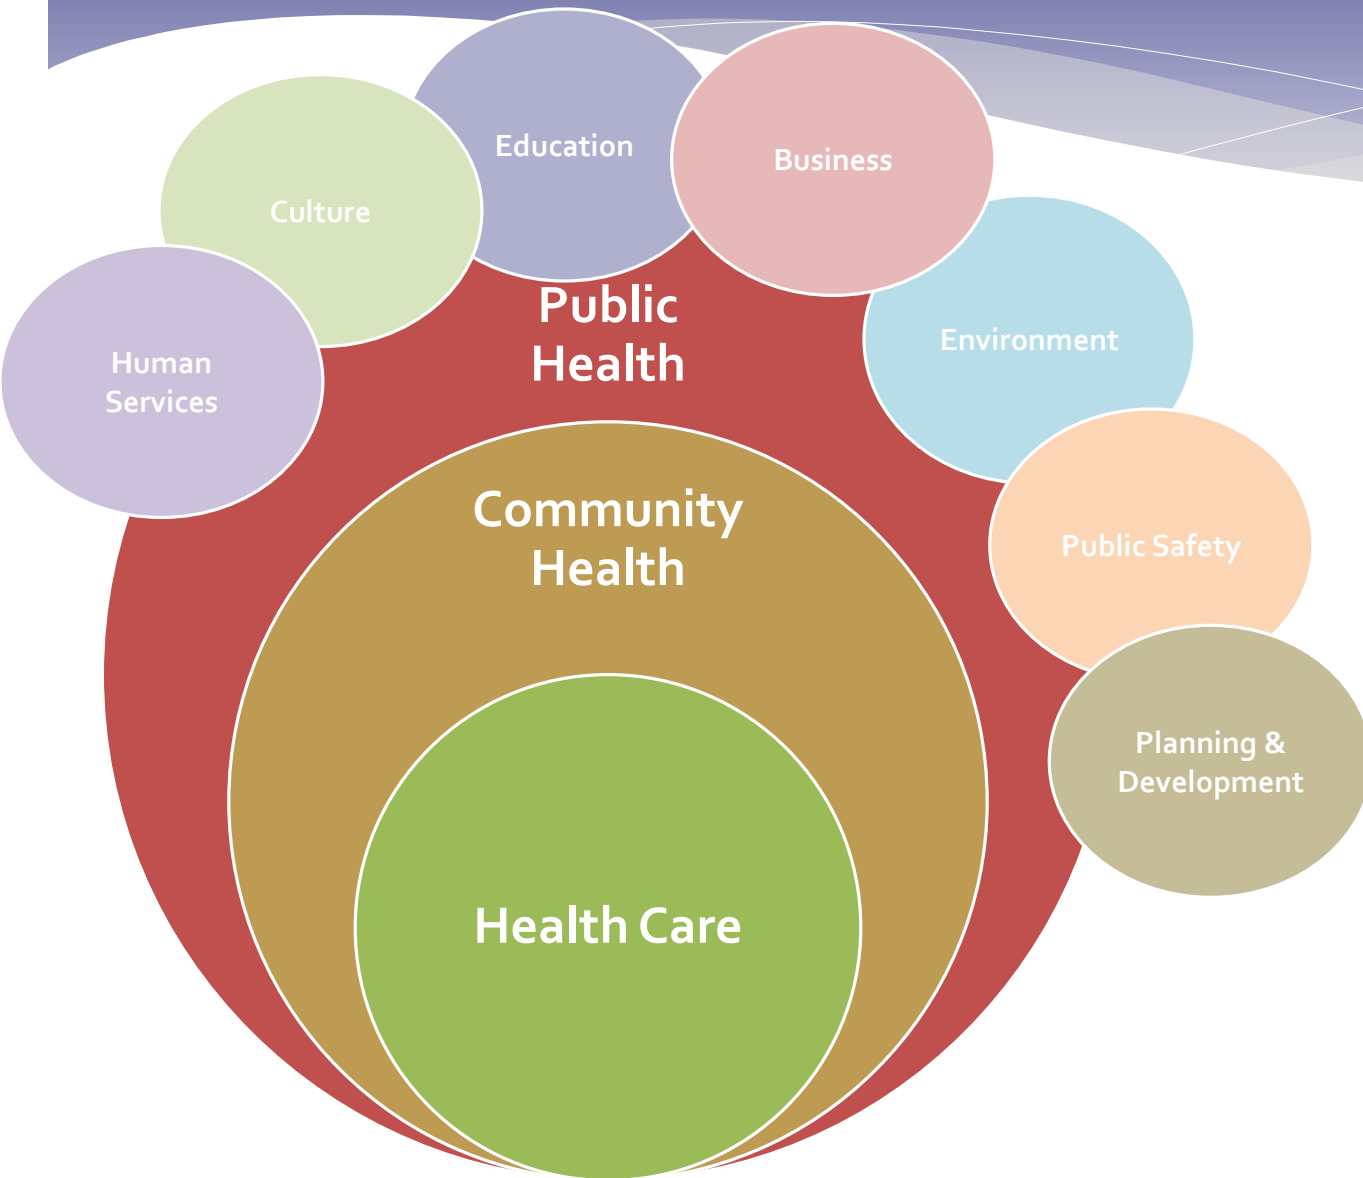 Education
Business
Culture
Public
Health
Environment
Human
Services
Community
Health
Public Safety
Planning &
Development
Health Care